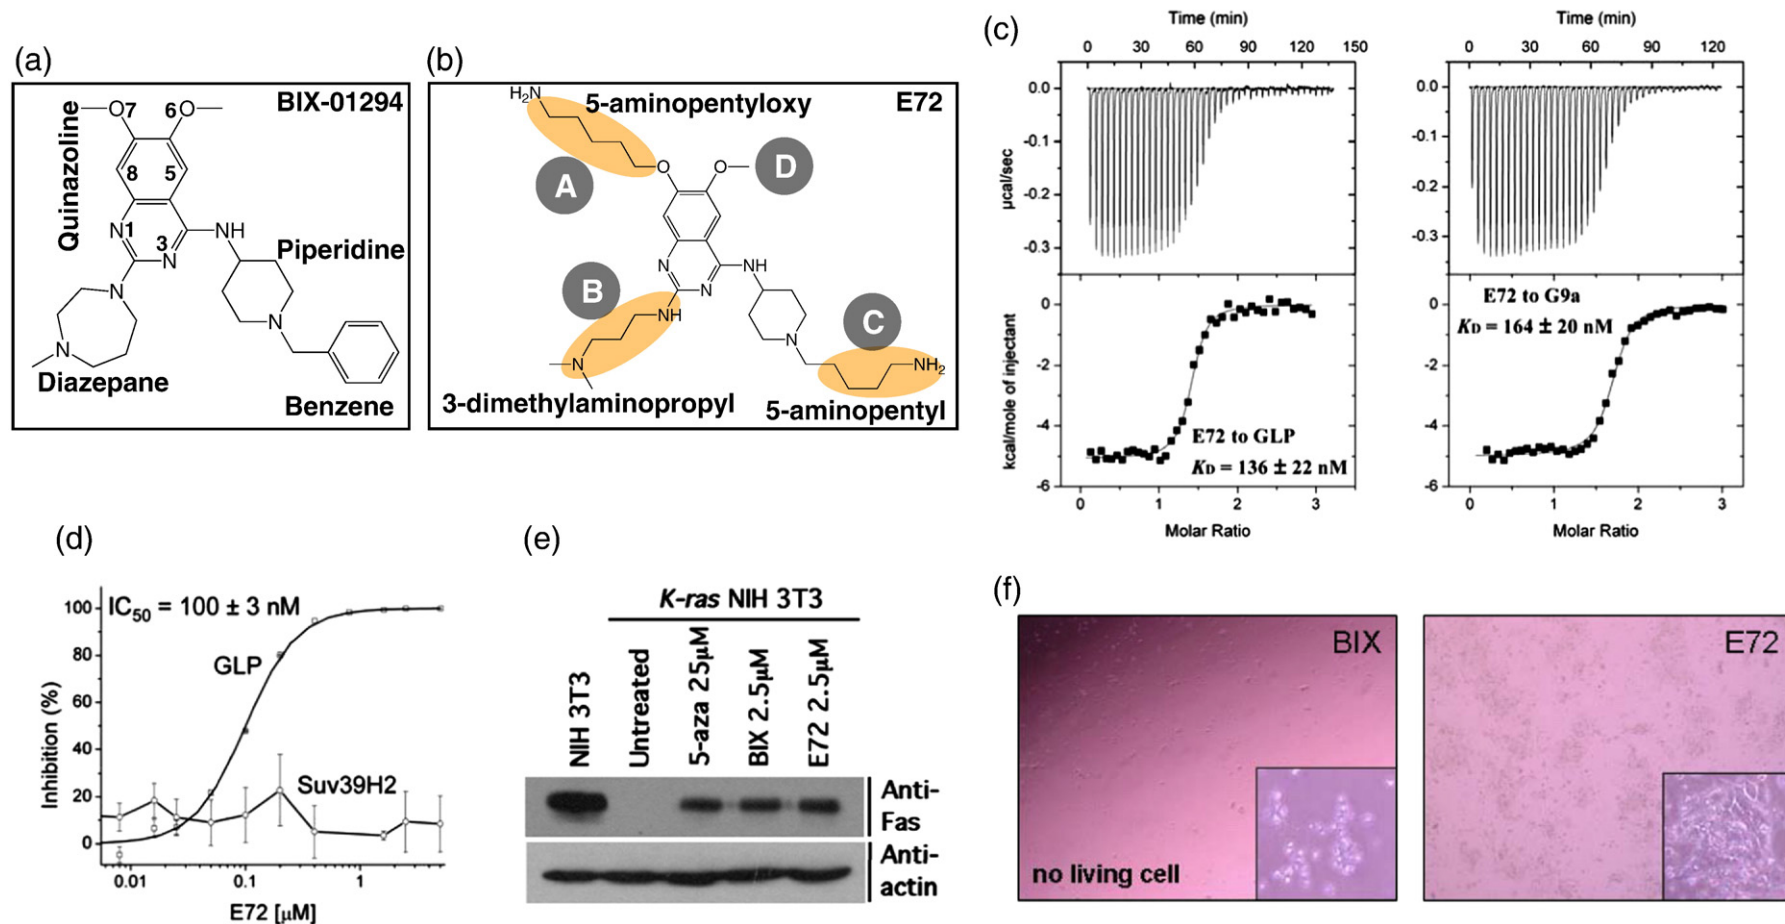 (a)
BIX-01294
O7
6O
Quinazoline
8
5
N1
3
N
NH
Piperidine
N
N
N
Diazepane
Benzene
(b)
E72
H2N
5-aminopentyloxy
A
O
O
D
B
N
N
NH
NH
C
N
N
NH2
3-dimethylaminopropyl
5-aminopentyl
(c)
Time (min)
0 30 60 90 120 150
0.0
-0.1
-0.2
-0.3
µcal/sec
0
-2
-4
-6
kcal/mole of injectant
E72 to GLP
KD = 136 ± 22 nM
0 1 2 3
Molar Ratio
Time (min)
0 30 60 90 120
0.0
-0.1
-0.2
-0.3
0
-2
-4
-6
E72 to G9a
KD = 164 ± 20 nM
0 1 2 3
Molar Ratio
(d)
IC50 = 100 ± 3 nM
GLP
Suv39H2
100
80
60
40
20
0
Inhibition (%)
0.01 0.1 1
E72 [µM]
(e)
K-ras NIH 3T3
NIH 3T3
Untreated
5-aza 25µM
BIX 2.5µM
E72 2.5µM
Anti-
Fas
Anti-
actin
(f)
BIX
no living cell
E72